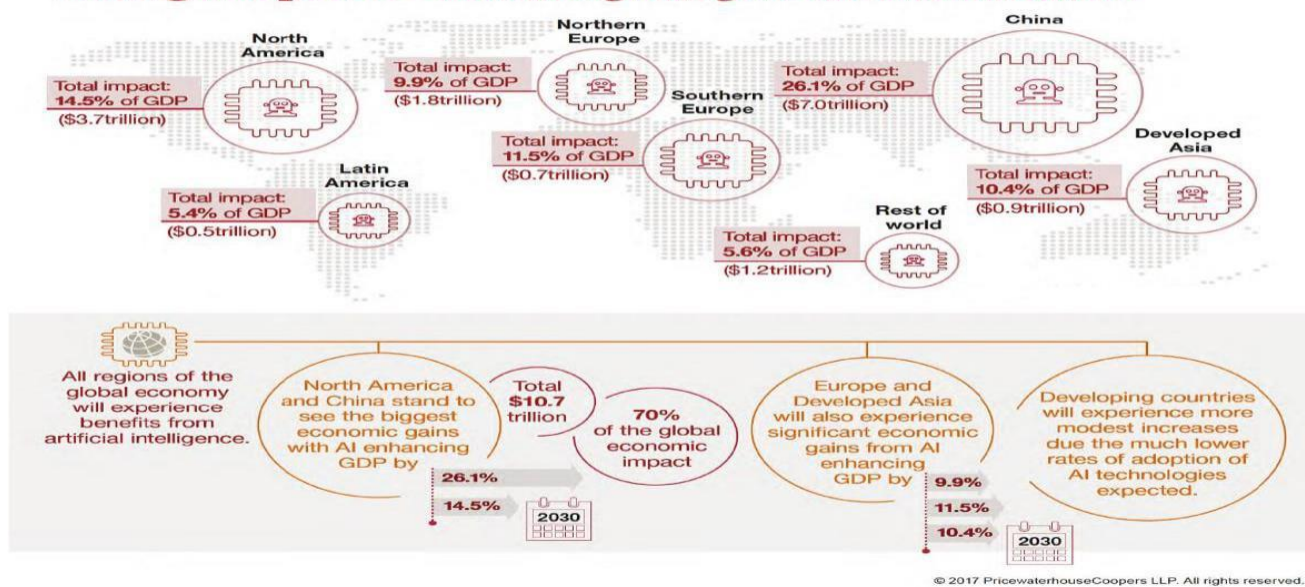 North
America
Total impact:
14.5% of GDP
($3.7trillion)
Northern
Europe
Total impact:
9.9% of GDP
($1.8trillion)
China
Total impact:
26.1% of GDP
($7.0trillion)
Southern
Europe
Total impact:
11.5% of GDP
($0.7trillion)
Developed
Asia
Total impact:
10.4% of GDP
($0.9trillion)
Latin
America
Total impact:
5.4% of GDP
($0.5trillion)
Rest of
world
Total impact:
5.6% of GDP
($1.2trillion)
All regions of the
global economy
will experience
benefits from
artificial intelligence.
North America
and China stand to
see the biggest
economic gains
with AI enhancing
GDP by
26.1%
14.5%
2030
Total
$10.7
trillion
70%
of the global
economic
impact
Europe and
Developed Asia
will also experience
significant economic
gains from AI
enhancing
GDP by
9.9%
11.5%
10.4%
2030
Developing countries
will experience more
modest increases
due the much lower
rates of adoption of
AI technologies
expected.
© 2017 PricewaterhouseCoopers LLP. All rights reserved.